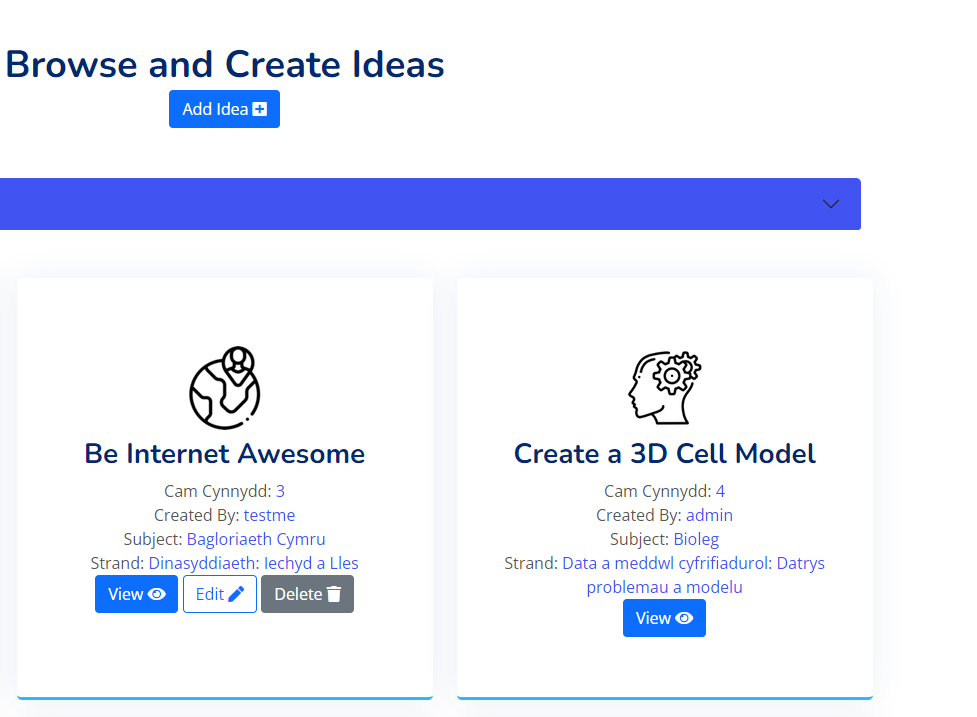 Browse and Create Ideas
Add Idea
Be Internet Awesome
Cam Cynnydd: 3
Created By: testme
Subject: Bagloriaeth Cymru
Strand: Dinasyddiaeth: Iechyd a Lles
View
Edit
Delete
Create a 3D Cell Model
Cam Cynnydd: 4
Created By: admin
Subject: Bioleg
Strand: Data a meddwl cyfrifiadurol: Datrys
problemau a modelu
View